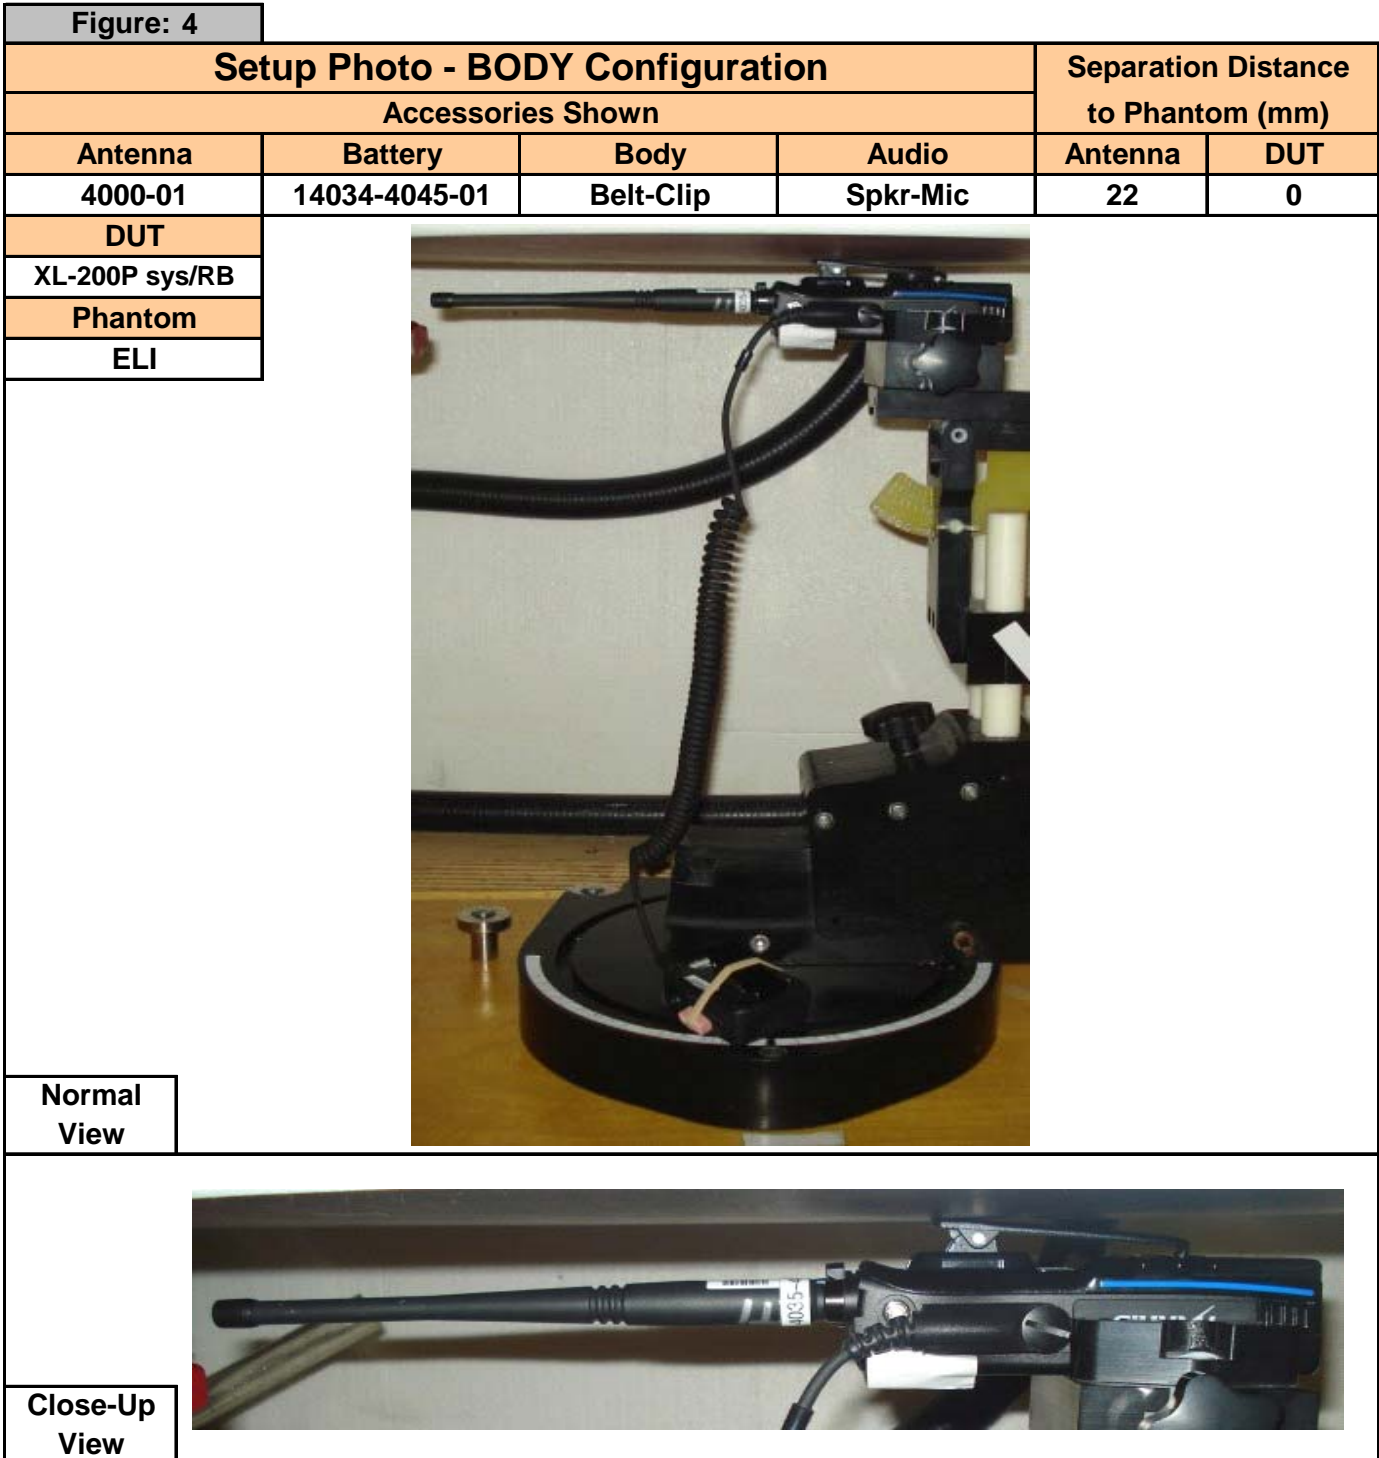 Figure: 4
Setup Photo - BODY Configuration
Separation Distance
to Phantom (mm)
Accessories Shown
Antenna Battery Body Audio Antenna DUT
4000-01 14034-4045-01 Belt-Clip Spkr-Mic 22 0
DUT
XL-200P sys/RB
Phantom
ELI
Normal
View
4035-
Close-Up
View